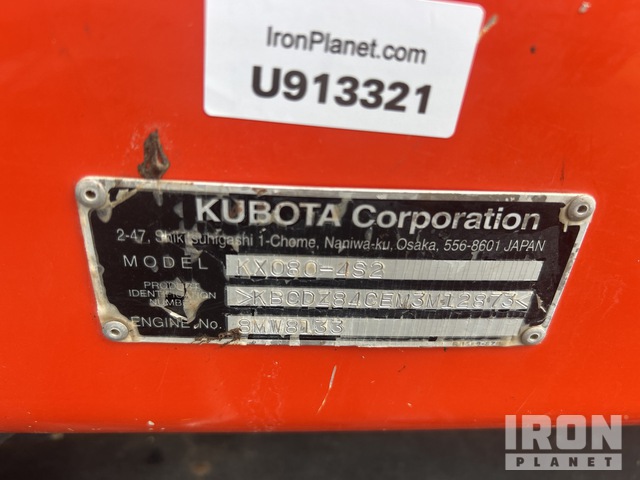 IronPlanet.com
U913321
KUBOTA Corporation
2-47, Shikitsuhigashi 1-Chome, Naniwa-ku, Osaka, 556-8601 JAPAN
MODEL KX080-4S2
PRODUCT
IDENTIFICATION
NUMBER >KBCDZ84CEM3M12873<
ENGINE No. 8MW8133
IRON
PLANET